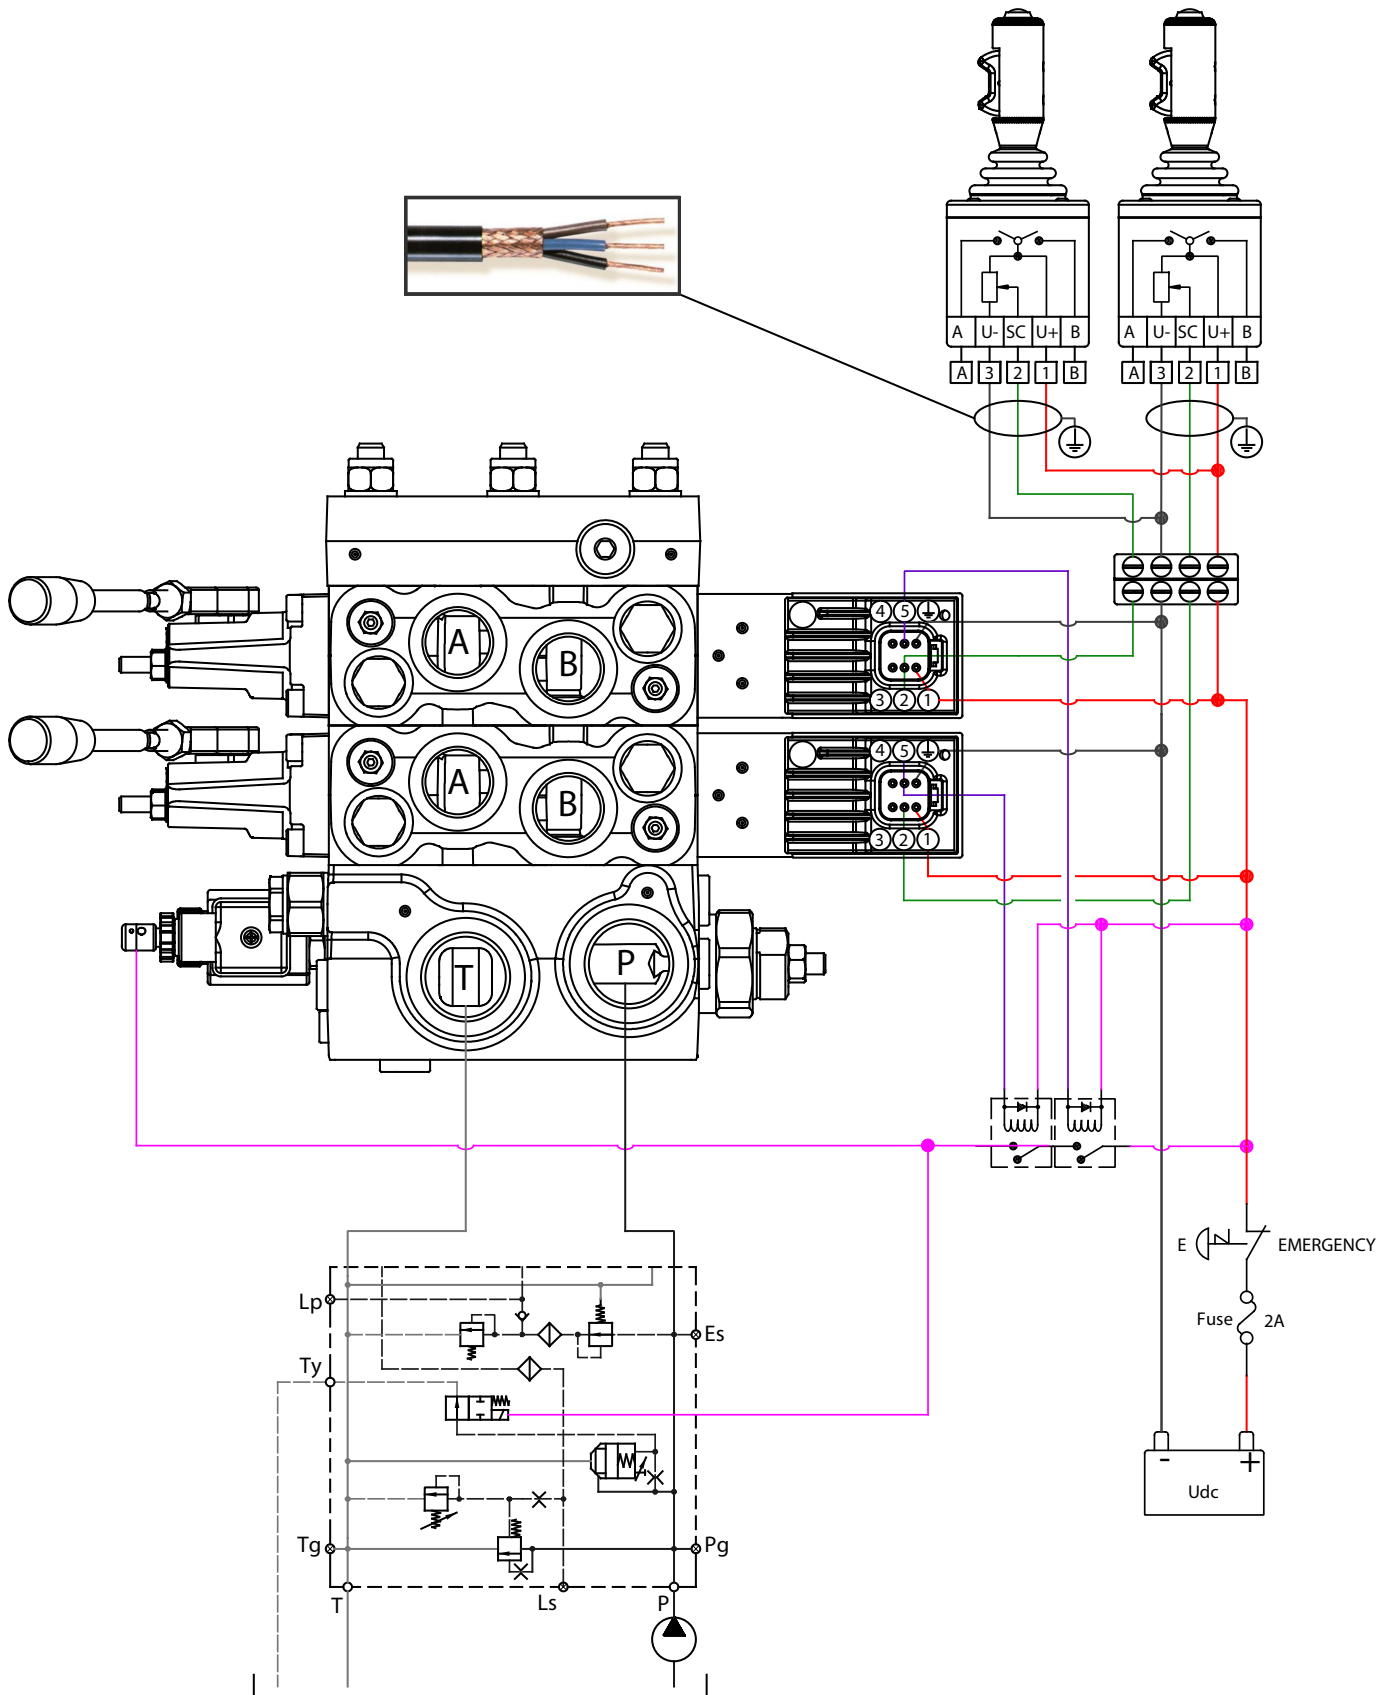 A U- SC U+ B
A U- SC U+ B
A 3 2 1 B
A 3 2 1 B
4 5
A
B
3 2 1
4 5
A
B
3 2 1
T
P
E
EMERGENCY
Fuse 2A
Lp
Es
Ty
Tg
Pg
T
Ls
P
- +
Udc